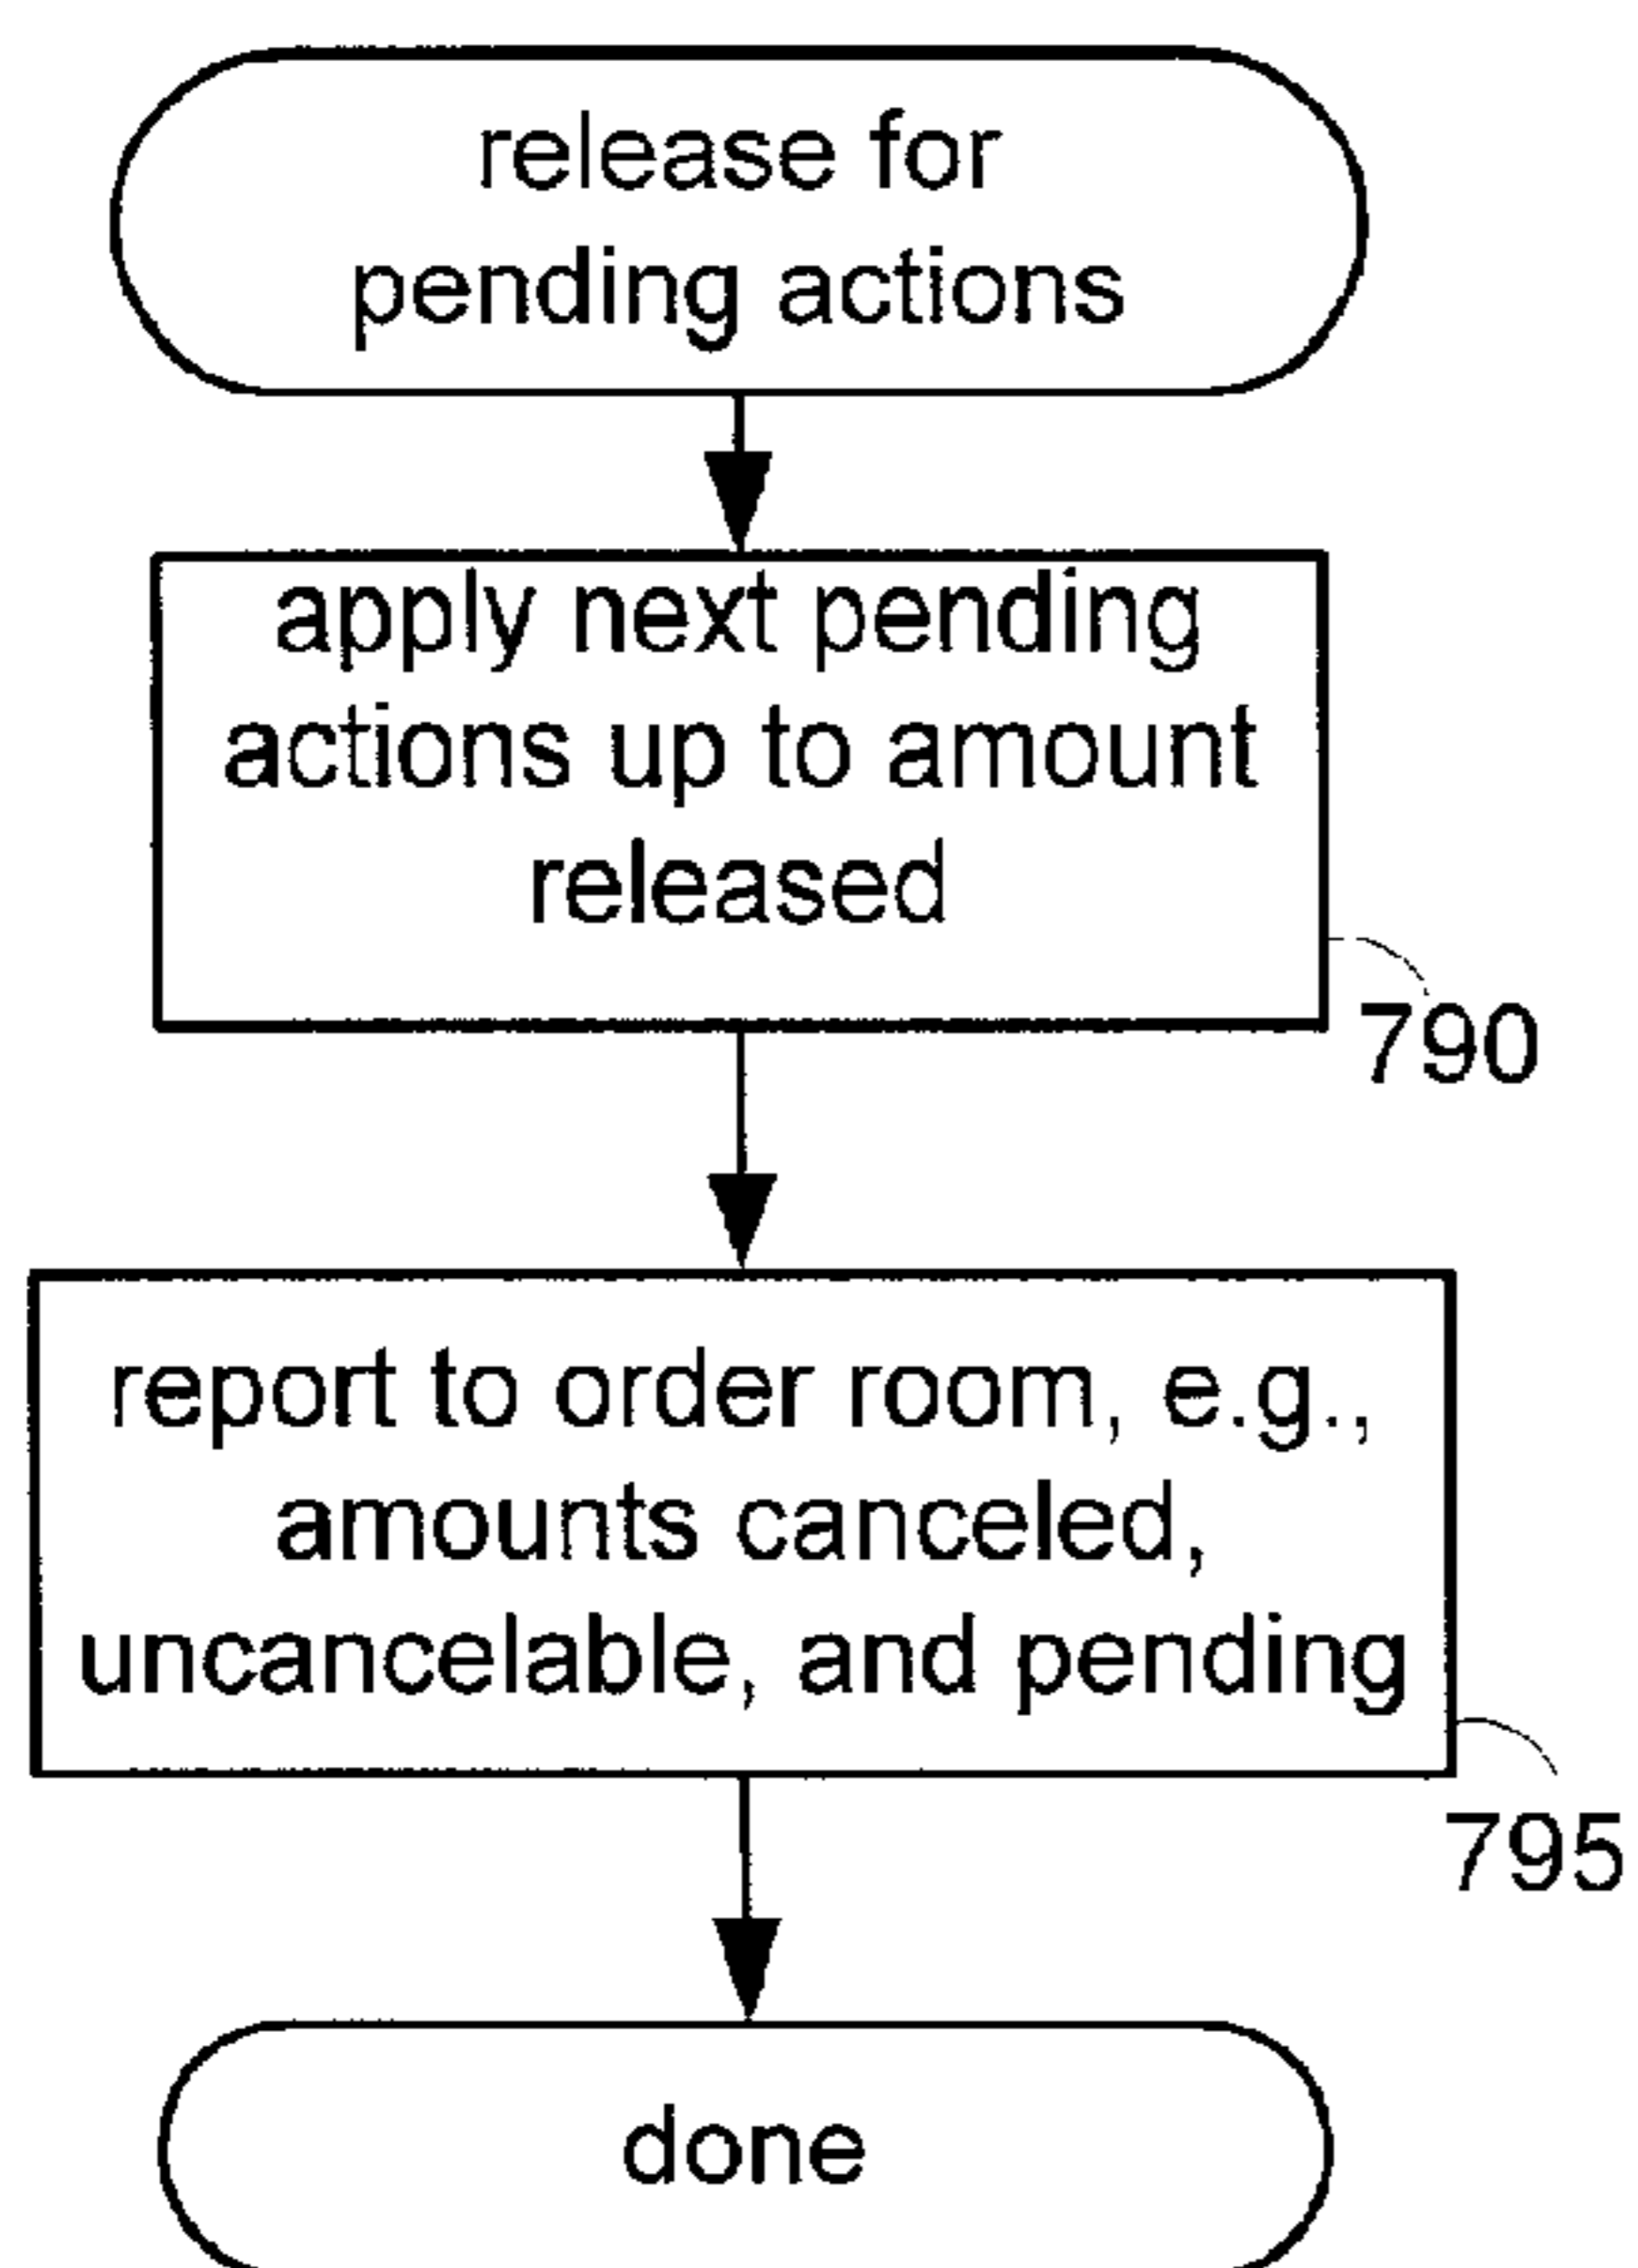 release for
pending actions
apply next pending
actions up to amount
released
790
report to order room, e.g.,
amounts canceled,
uncancelable, and pending
795
done